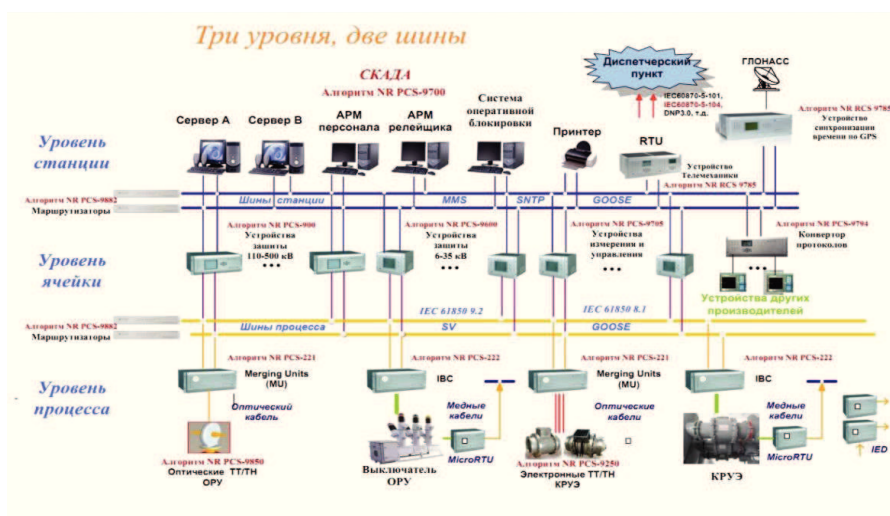 Три уровня, две шины
СКАДА
Алгоритм NR PCS-9700
Диспетчерский
пункт
ГЛОНАСС
IEC60870-5-101,
IEC60870-5-104,
DNP3.0, т.д.
Алгоритм NR RCS 9785
Устройство
синхронизации
времени по GPS
Сервер А
Сервер В
АРМ
персонала
АРМ
релейщика
Система
оперативной
блокировки
Принтер
RTU
Устройство
Телемеханики
Алгоритм NR RCS 9785
Уровень
станции
Алгоритм NR PCS-9882
Маршрутизаторы
Шины станции
MMS
SNTP
GOOSE
Алгоритм NR PCS-900
Устройства
защиты
110-500 кВ
Алгоритм NR PCS-9600
Устройства
защиты
6-35 кВ
Алгоритм NR PCS-9705
Устройства
измерения и
управления
Алгоритм NR PCS-9794
Конвертор
протоколов
Уровень
ячейки
Устройства других
производителей
IEC 61850 9.2
IEC 61850 8.1
Алгоритм NR PCS-9882
Маршрутизаторы
Шины процесса
SV
GOOSE
Алгоритм NR PCS-221
Merging Units
(MU)
Алгоритм NR PCS-222
IBC
Алгоритм NR PCS-221
Merging Units
(MU)
Алгоритм NR PCS-222
IBC
Уровень
процесса
Оптический
кабель
Медные
кабели
Оптические
кабели
Медные
кабели
Алгоритм NR PCS-9850
Оптические ТТ/ТН
ОРУ
Выключатель
ОРУ
MicroRTU
Алгоритм NR PCS-9250
Электронные ТТ/ТН
КРУЭ
КРУЭ
MicroRTU
IED